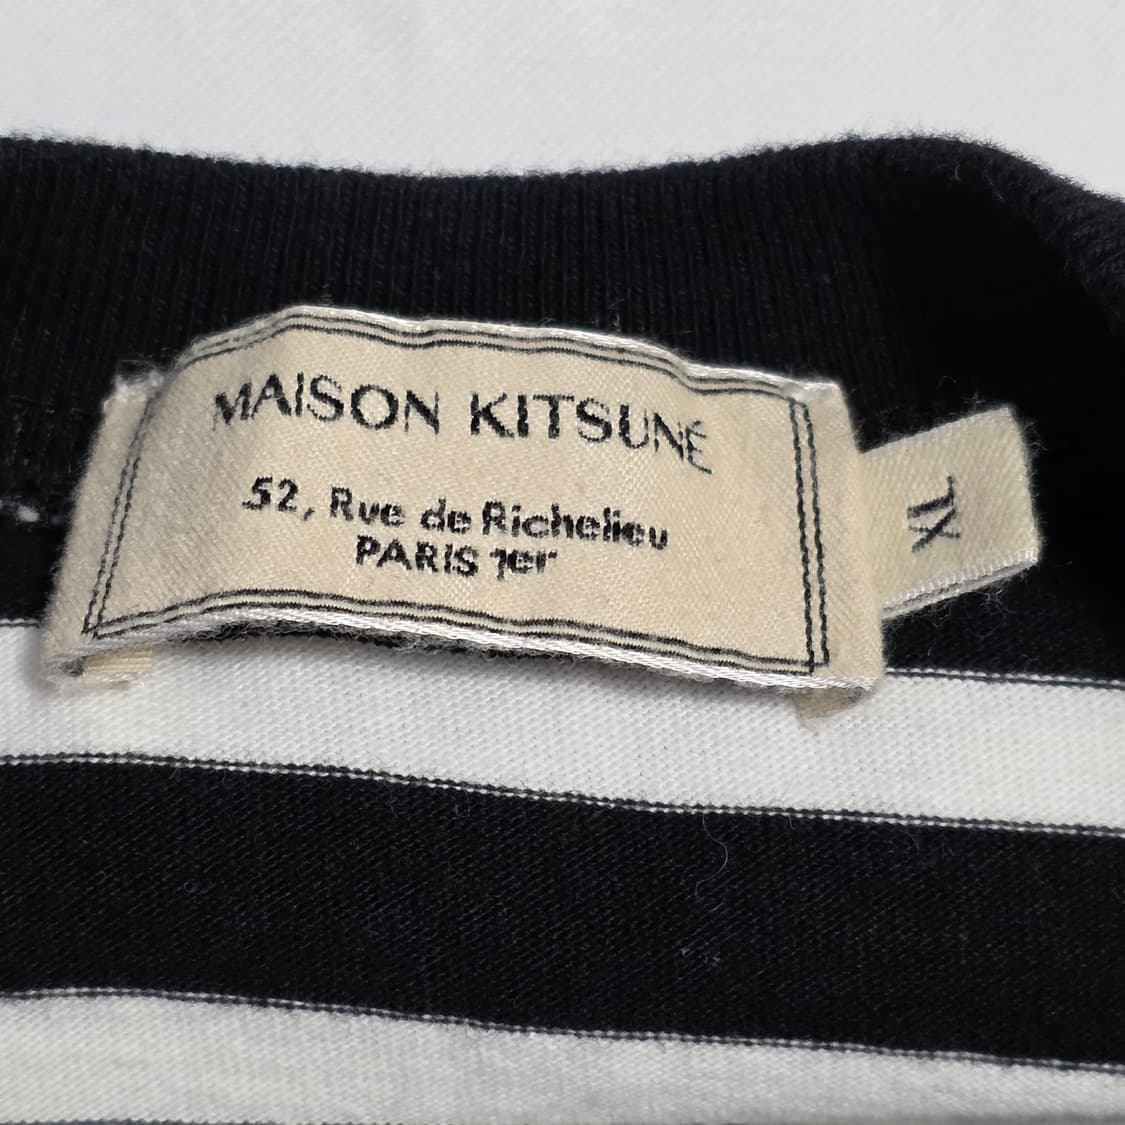 MAISON KITSUNÉ
52, Rue de Richelieu
PARIS 1er
XL